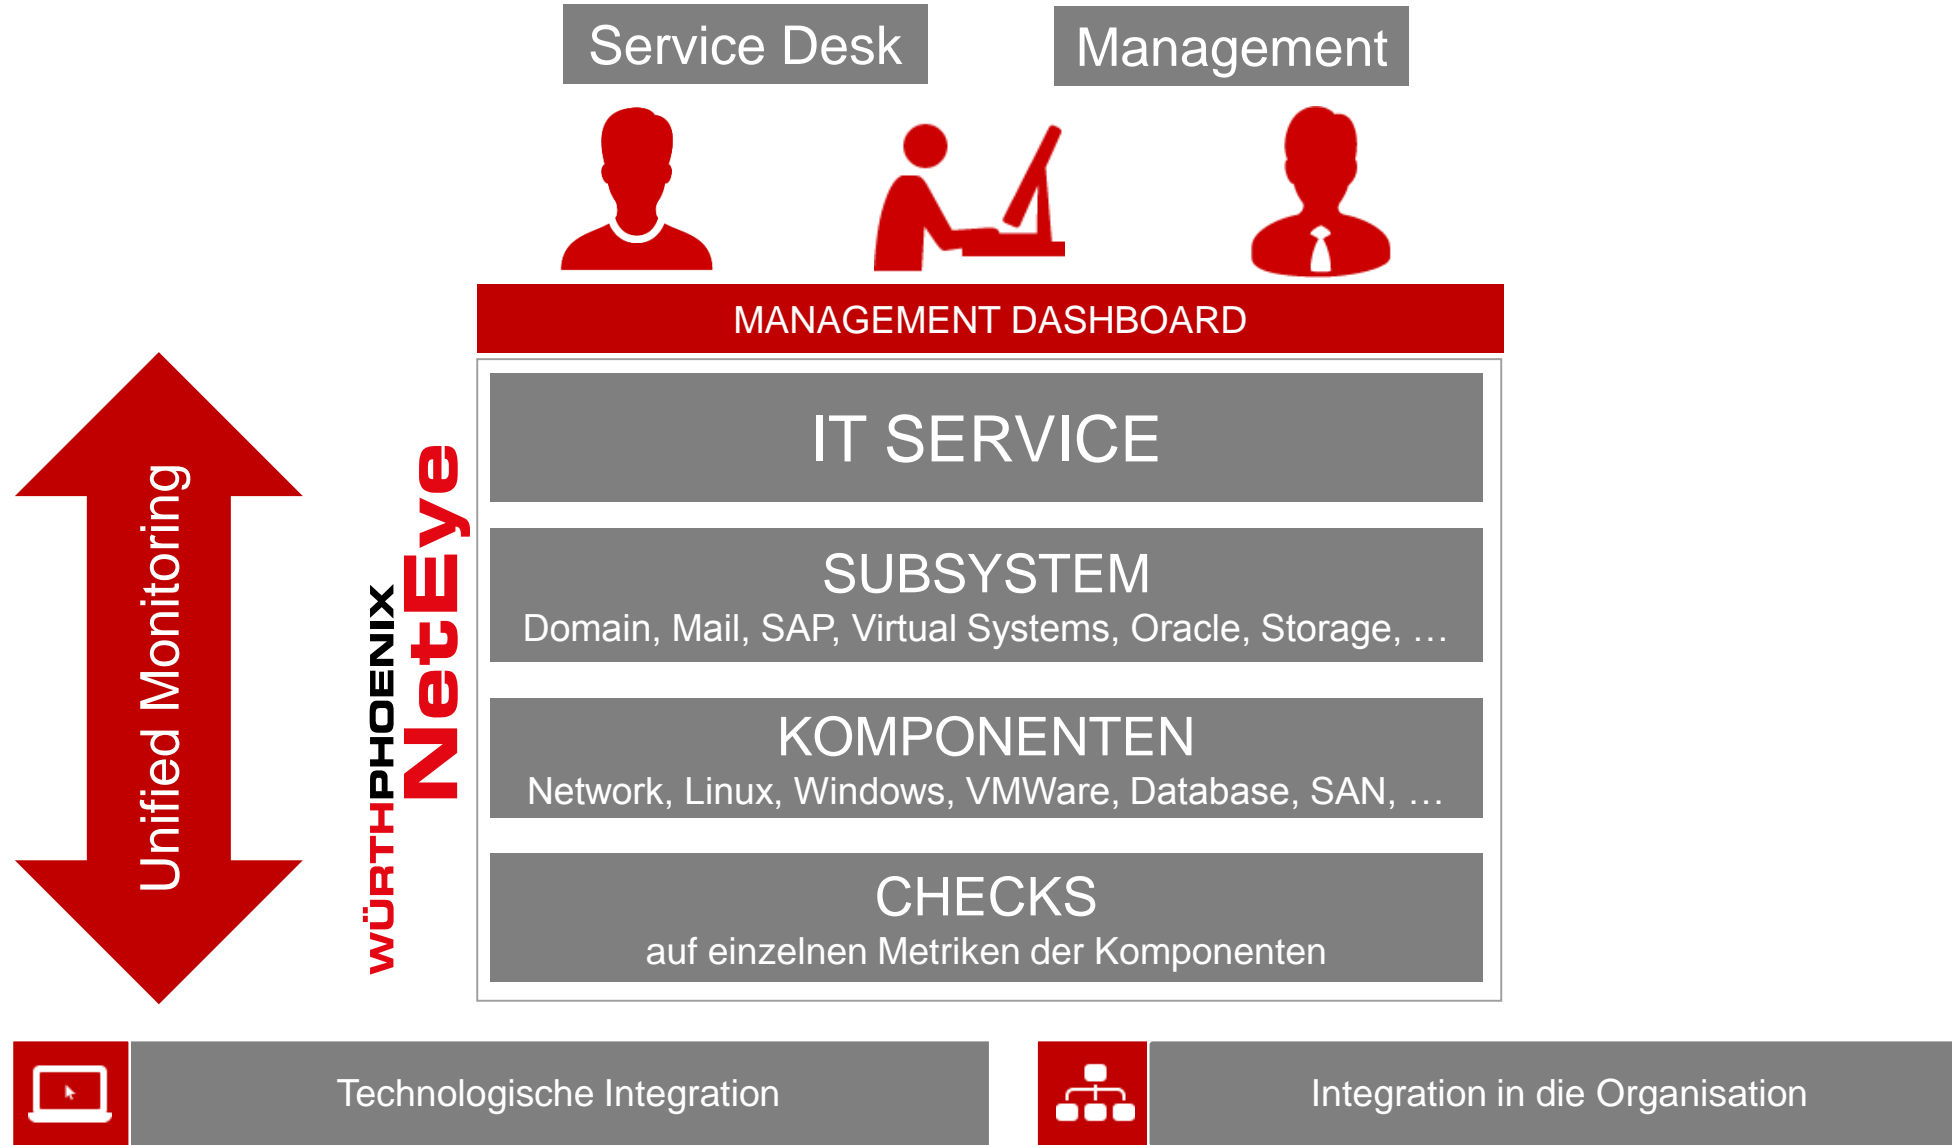 Service Desk
Management
MANAGEMENT DASHBOARD
Unified Monitoring
WÜRTHPHOENIX
NetEye
IT SERVICE
SUBSYSTEM
Domain, Mail, SAP, Virtual Systems, Oracle, Storage, …
KOMPONENTEN
Network, Linux, Windows, VMWare, Database, SAN, …
CHECKS
auf einzelnen Metriken der Komponenten
Technologische Integration
Integration in die Organisation